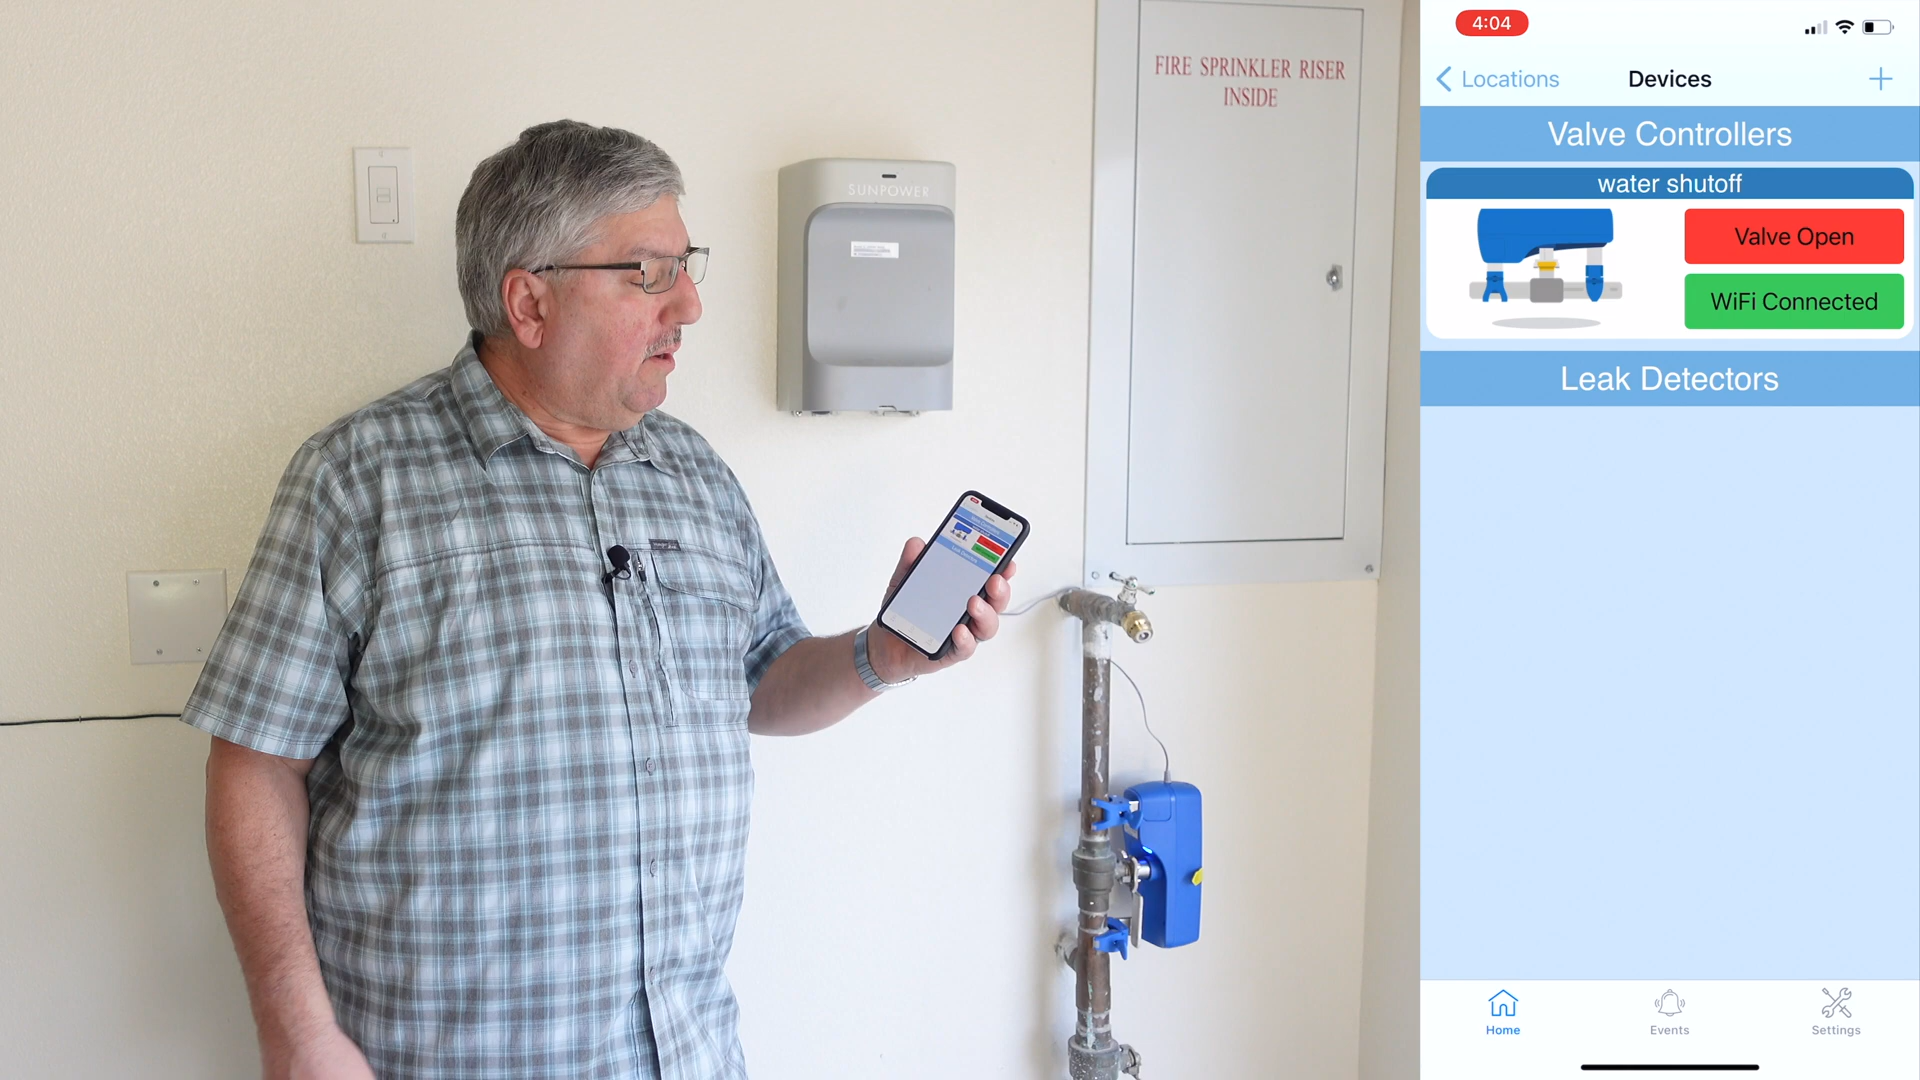 FIRE SPRINKLER RISER
INSIDE
SUNPOWER
4:04
Locations
Devices
Valve Controllers
water shutoff
Valve Open
WiFi Connected
Leak Detectors
Home
Events
Settings